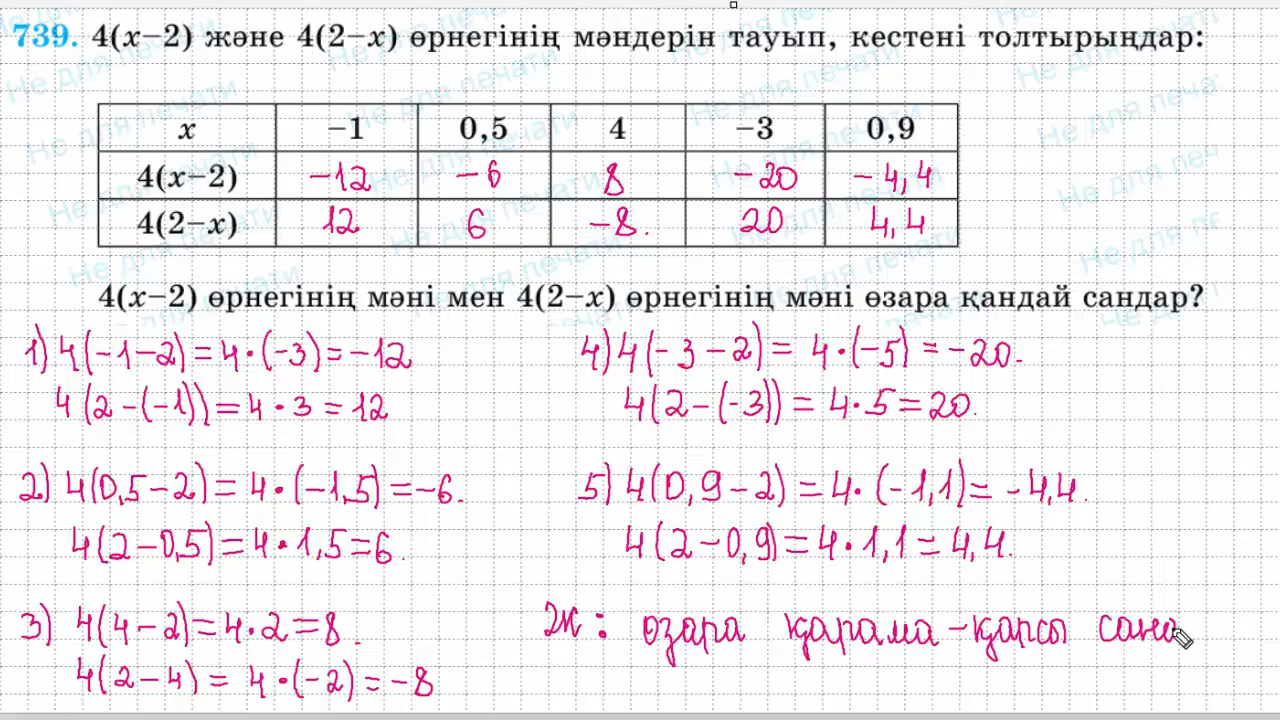 739. 4(x−2) және 4(2−x) өрнегінің мәндерін тауып, кестені толтырыңдар:
x −1 0,5 4 −3 0,9
4(x−2) −12 −6 8 −20 −4,4
4(2−x) 12 6 −8. 20 4,4
4(x−2) өрнегінің мәні мен 4(2−x) өрнегінің мәні өзара қандай сандар?
1) 4(-1-2)=4·(-3)=-12
4(2-(-1))=4·3=12
2) 4(0,5-2)=4·(-1,5)=-6.
4(2-0,5)=4·1,5=6.
3) 4(4-2)=4·2=8.
4(2-4)=4·(-2)=-8
4) 4(-3-2)=4·(-5)=-20.
4(2-(-3))=4·5=20.
5) 4(0,9-2)=4·(-1,1)=-4,4.
4(2-0,9)=4·1,1=4,4.
Ж: өзара қарама-қарсы сана
Не для печати